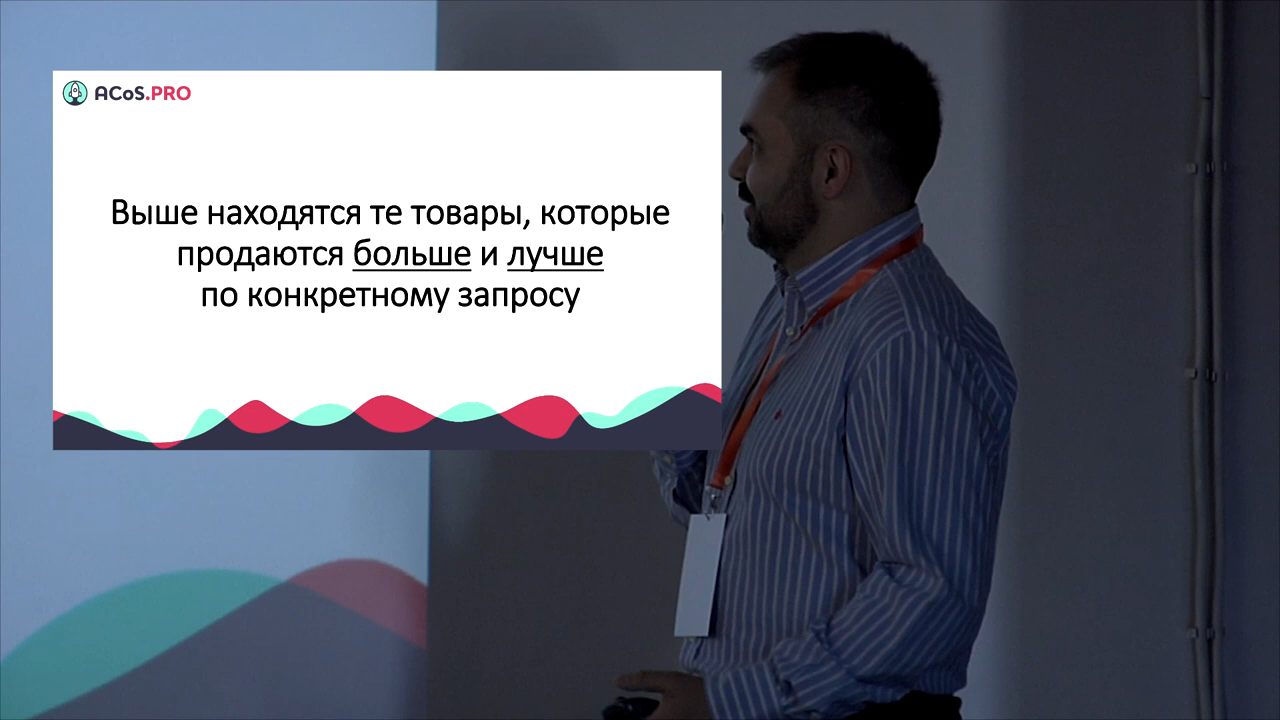 ACoS.PRO
Выше находятся те товары, которые
продаются больше и лучше
по конкретному запросу